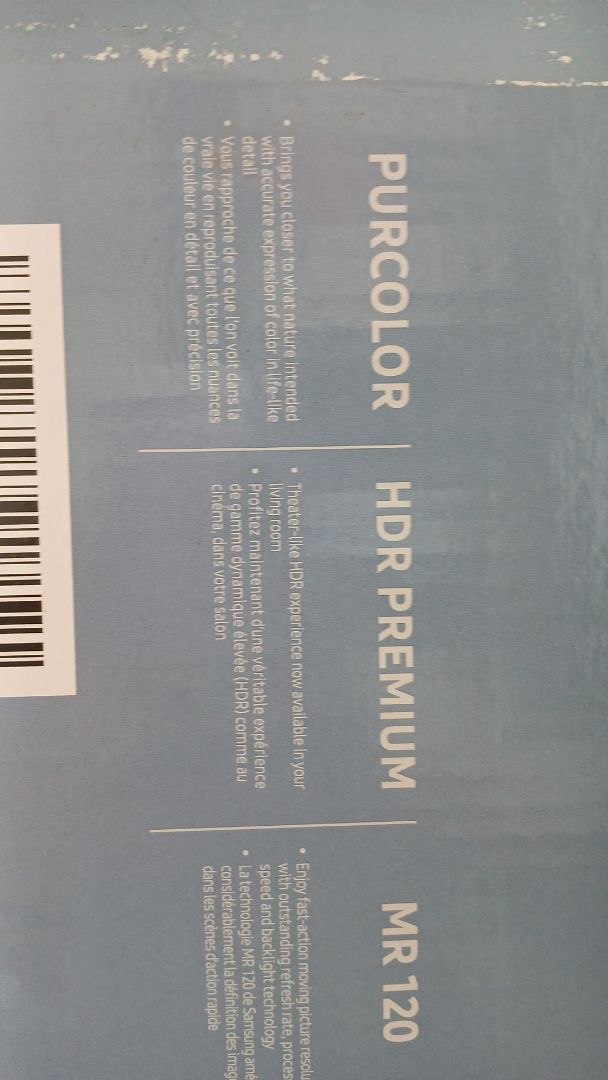 PURCOLOR
• Brings you closer to what nature intended
with accurate expression of color in life-like
detail
• Vous rapproche de ce que l'on voit dans la
vraie vie en reproduisant toutes les nuances
de couleur en détail et avec précision
HDR PREMIUM
• Theater-like HDR experience now available in your
living room
• Profitez maintenant d'une véritable expérience
de gamme dynamique élevée (HDR) comme au
cinéma, dans votre salon
MR 120
• Enjoy fast-action moving picture
with outstanding refresh rate,
speed and backlight technology
• La technologie MR 120 de Samsung
considérablement la définition des
dans les scènes d'action rapide